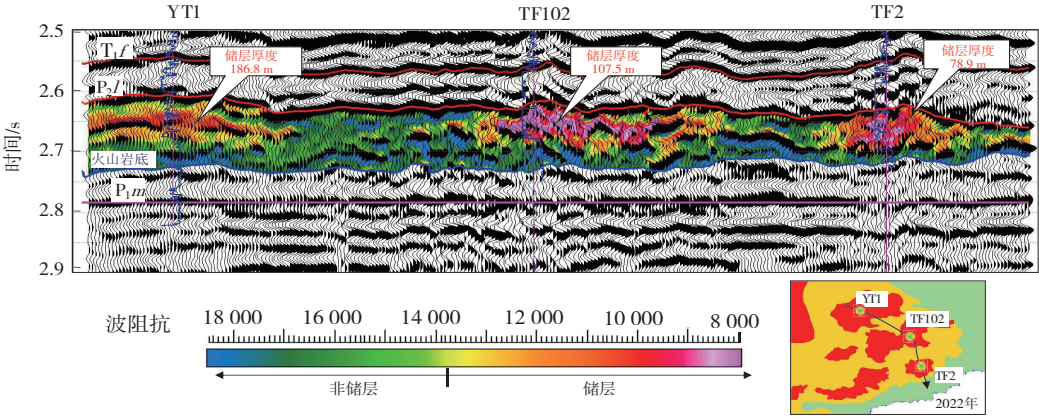 YT1 TF102 TF2
2.5
T₁f
储层厚度
186.8 m
储层厚度
107.5 m
储层厚度
78.9 m
2.6
P₂l
2.7
火山岩底
P₁m
2.8
2.9
时间/s
波阻抗
18 000 16 000 14 000 12 000 10 000 8 000
非储层 储层
YT1
TF102
TF2
2022年